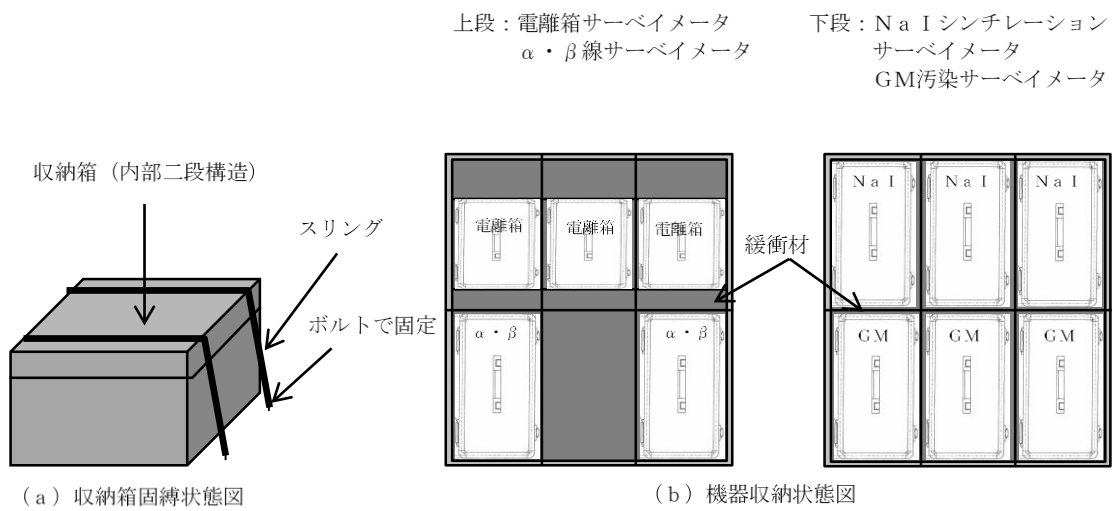 上段：電離箱サーベイメータ
α・β線サーベイメータ
下段：ＮａＩシンチレーション
サーベイメータ
ＧＭ汚染サーベイメータ
収納箱（内部二段構造）
スリング
ボルトで固定
（ａ）収納箱固縛状態図
電離箱
電離箱
電離箱
α・β
α・β
緩衝材
ＮａＩ
ＮａＩ
ＮａＩ
ＧＭ
ＧＭ
ＧＭ
（ｂ）機器収納状態図